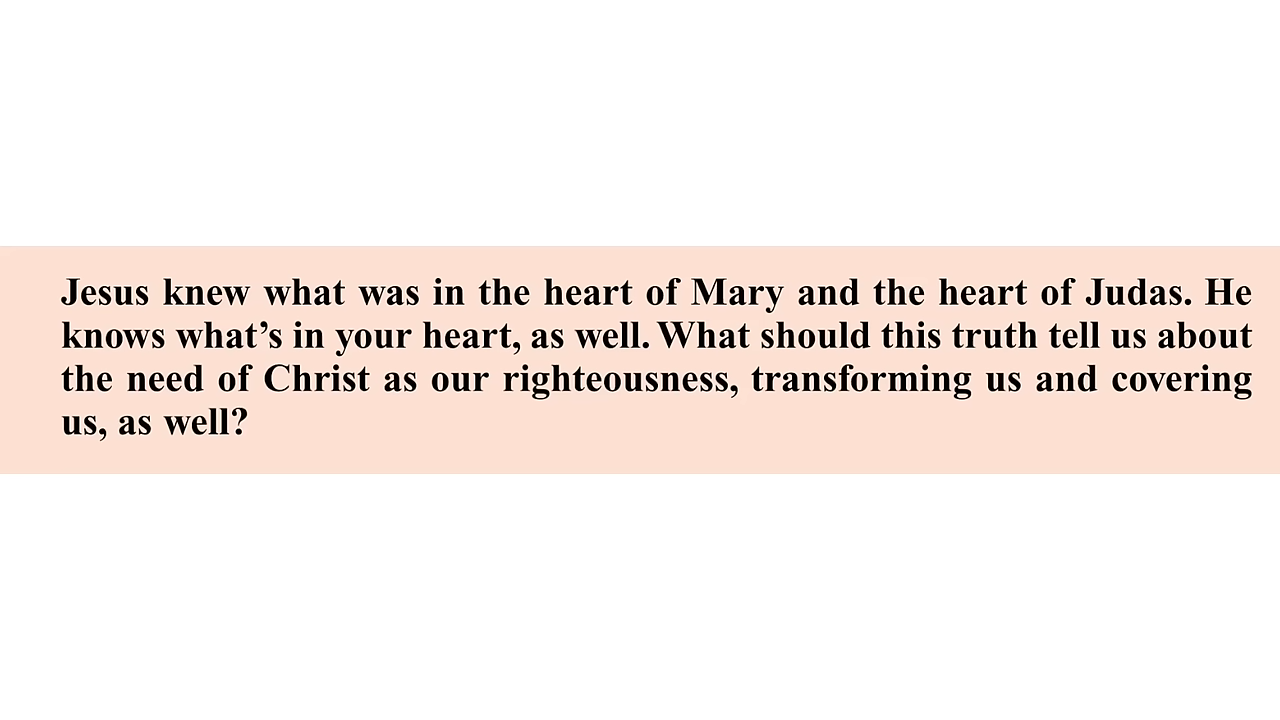 Jesus knew what was in the heart of Mary and the heart of Judas. He
knows what’s in your heart, as well. What should this truth tell us about
the need of Christ as our righteousness, transforming us and covering
us, as well?